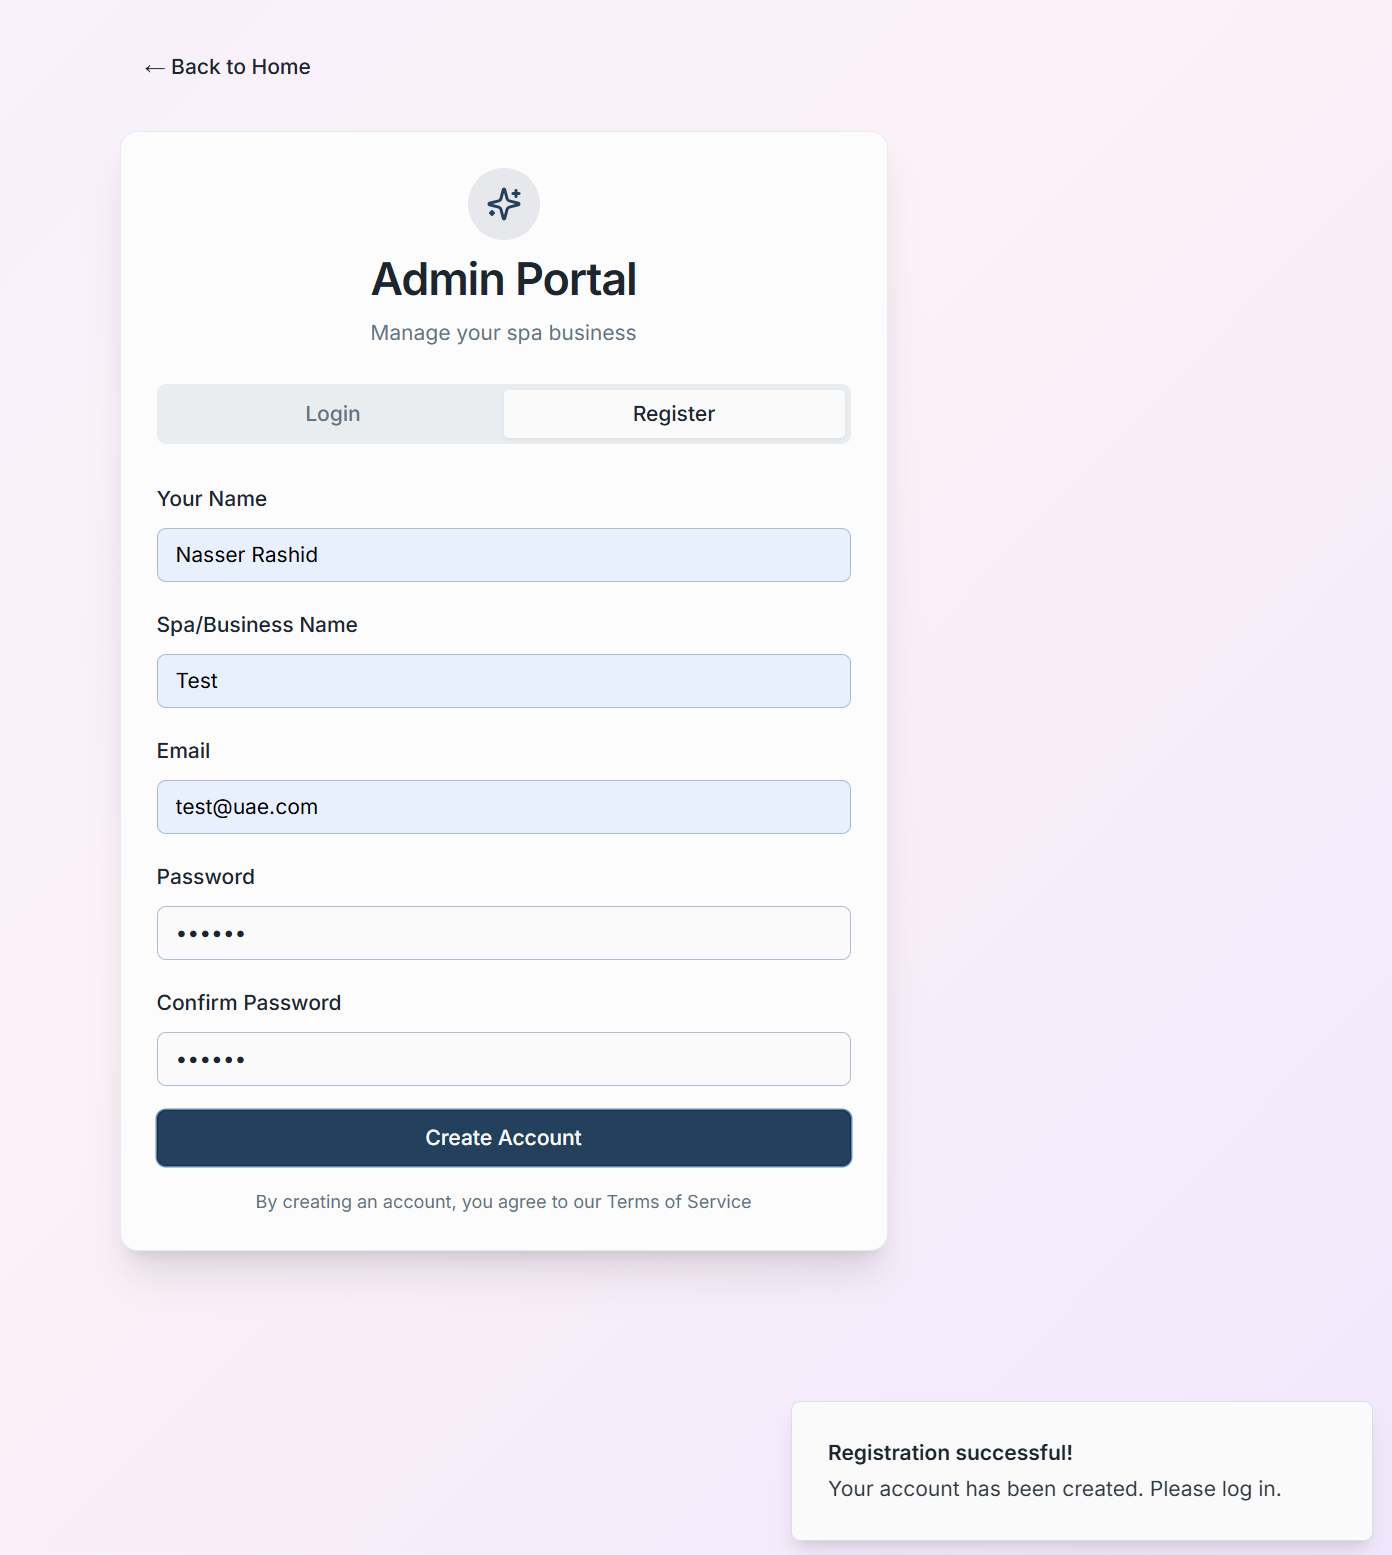 ← Back to Home
Admin Portal
Manage your spa business
Login
Register
Your Name
Nasser Rashid
Spa/Business Name
Test
Email
test@uae.com
Password
••••••
Confirm Password
••••••
Create Account
By creating an account, you agree to our Terms of Service
Registration successful!
Your account has been created. Please log in.